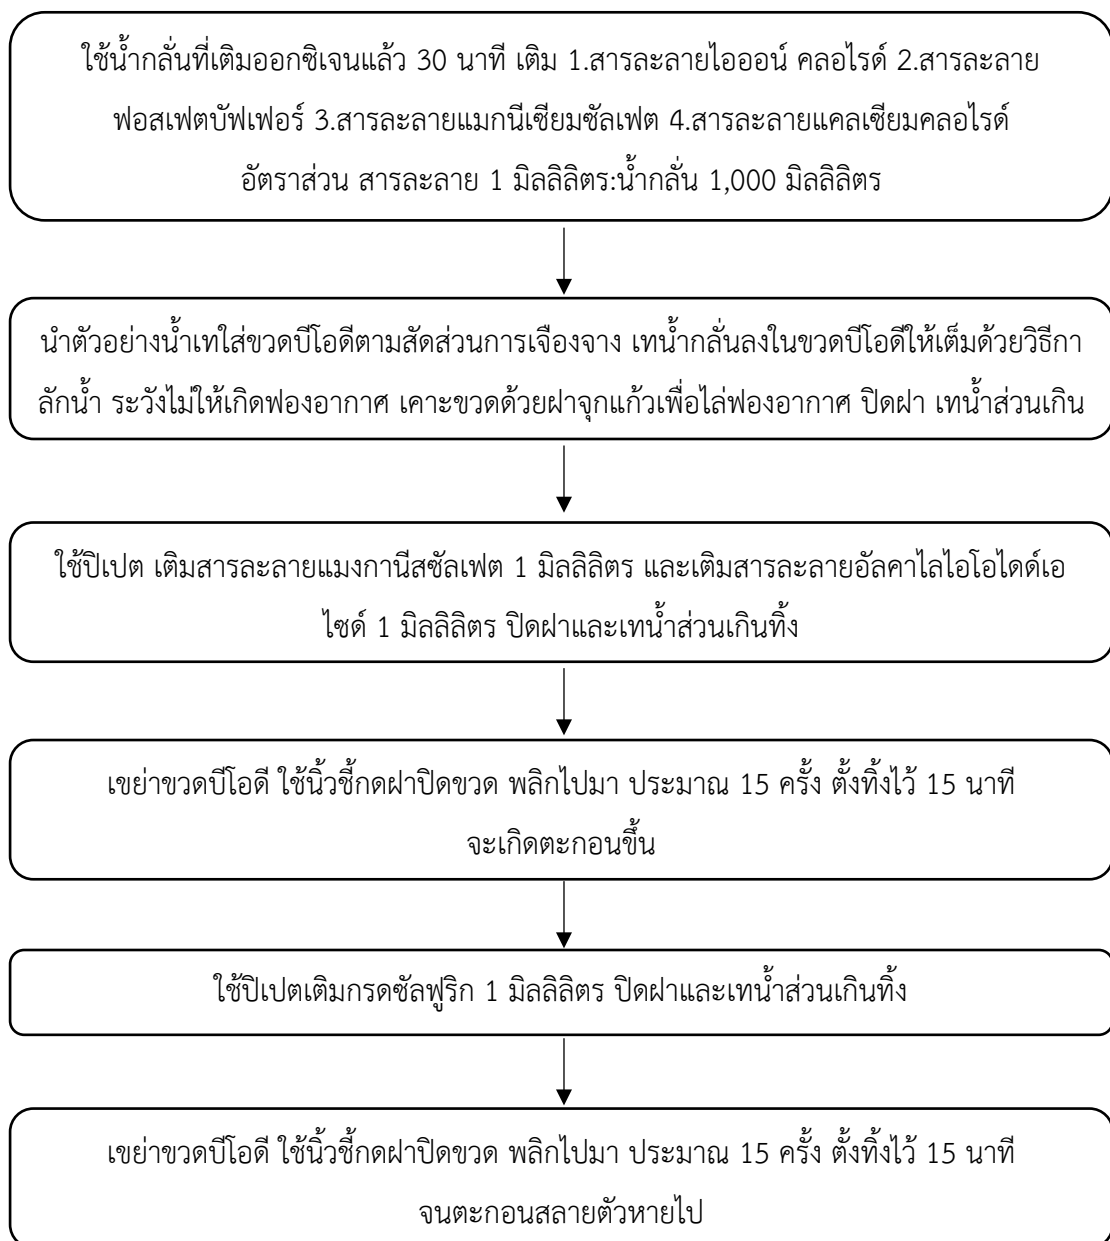 ใช้น้ำกลั่นที่เติมออกซิเจนแล้ว 30 นาที เติม 1.สารละลายไอออน์ คลอไรด์ 2.สารละลาย
ฟอสเฟตบัฟเฟอร์ 3.สารละลายแมกนีเซียมซัลเฟต 4.สารละลายแคลเซียมคลอไรด์
อัตราส่วน สารละลาย 1 มิลลิลิตร:น้ำกลั่น 1,000 มิลลิลิตร
นำตัวอย่างน้ำเทใส่ขวดบีโอดีตามสัดส่วนการเจืองจาง เทน้ำกลั่นลงในขวดบีโอดีให้เต็มด้วยวิธีกา
ลักน้ำ ระวังไม่ให้เกิดฟองอากาศ เคาะขวดด้วยฝาจุกแก้วเพื่อไล่ฟองอากาศ ปิดฝา เทน้ำส่วนเกิน
ใช้ปิเปต เติมสารละลายแมงกานีสซัลเฟต 1 มิลลิลิตร และเติมสารละลายอัลคาไลไอโอไดด์เอ
ไซด์ 1 มิลลิลิตร ปิดฝาและเทน้ำส่วนเกินทิ้ง
เขย่าขวดบีโอดี ใช้นิ้วชี้กดฝาปิดขวด พลิกไปมา ประมาณ 15 ครั้ง ตั้งทิ้งไว้ 15 นาที
จะเกิดตะกอนขึ้น
ใช้ปิเปตเติมกรดซัลฟูริก 1 มิลลิลิตร ปิดฝาและเทน้ำส่วนเกินทิ้ง
เขย่าขวดบีโอดี ใช้นิ้วชี้กดฝาปิดขวด พลิกไปมา ประมาณ 15 ครั้ง ตั้งทิ้งไว้ 15 นาที
จนตะกอนสลายตัวหายไป